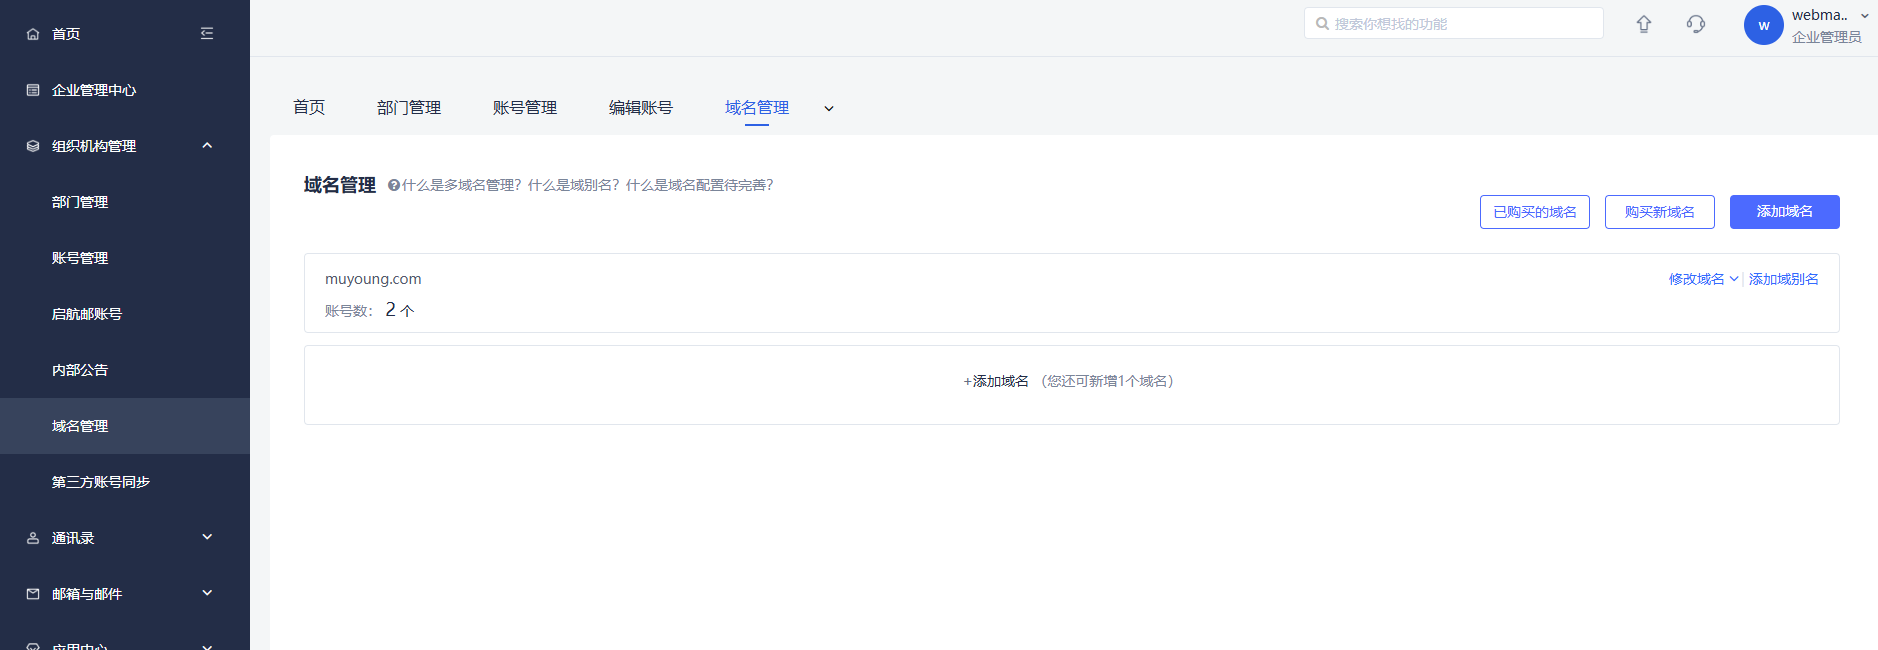 首页
企业管理中心
组织机构管理
部门管理
账号管理
启航邮账号
内部公告
域名管理
第三方账号同步
通讯录
邮箱与邮件
应用中心
搜索你想找的功能
w
webma..
企业管理员
首页 部门管理 账号管理 编辑账号 域名管理
域名管理 什么是多域名管理? 什么是域别名? 什么是域名配置待完善?
已购买的域名 购买新域名 添加域名
muyoung.com
修改域名 添加域别名
账号数: 2 个
+添加域名 (您还可新增1个域名)